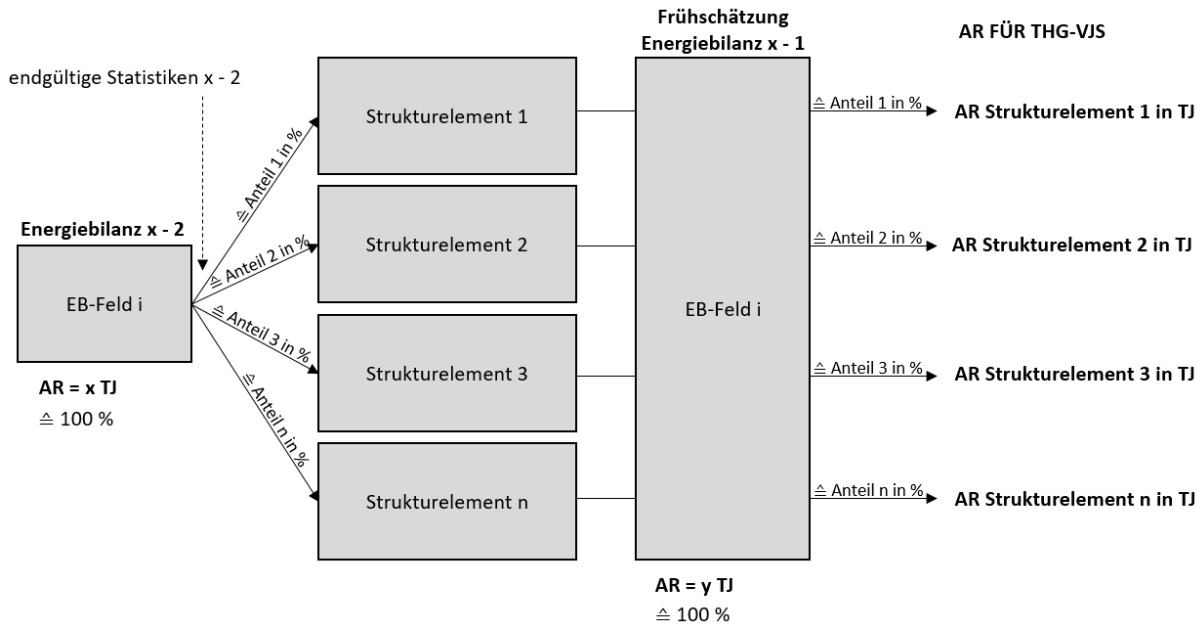 Frühschätzung
Energiebilanz x - 1
AR FÜR THG-VJS
endgültige Statistiken x - 2
Energiebilanz x - 2
EB-Feld i
AR = x TJ
≙ 100 %
≙ Anteil 1 in %
≙ Anteil 2 in %
≙ Anteil 3 in %
≙ Anteil n in %
Strukturelement 1
Strukturelement 2
Strukturelement 3
Strukturelement n
EB-Feld i
AR = y TJ
≙ 100 %
≙ Anteil 1 in %
AR Strukturelement 1 in TJ
≙ Anteil 2 in %
AR Strukturelement 2 in TJ
≙ Anteil 3 in %
AR Strukturelement 3 in TJ
≙ Anteil n in %
AR Strukturelement n in TJ